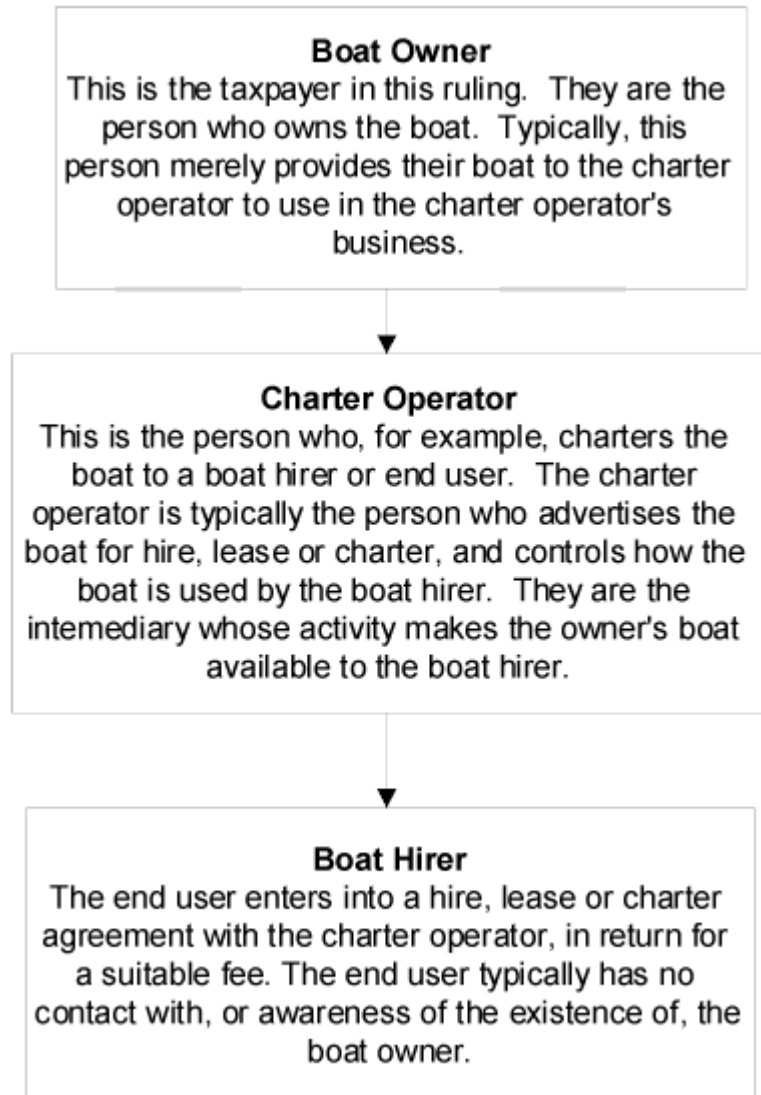 Boat Owner
This is the taxpayer in this ruling.  They are the
person who owns the boat.  Typically, this
person merely provides their boat to the charter
operator to use in the charter operator's
business.
Charter Operator
This is the person who, for example, charters the
boat to a boat hirer or end user.  The charter
operator is typically the person who advertises the
boat for hire, lease or charter, and controls how the
boat is used by the boat hirer.  They are the
intemediary whose activity makes the owner's boat
available to the boat hirer.
Boat Hirer
The end user enters into a hire, lease or charter
agreement with the charter operator, in return for
a suitable fee. The end user typically has no
contact with, or awareness of the existence of, the
boat owner.